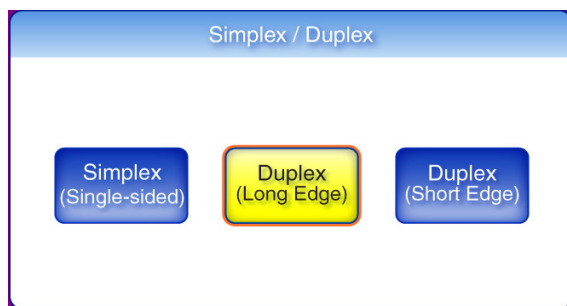 Simplex / Duplex
Simplex
(Single-sided)
Duplex
(Long Edge)
Duplex
(Short Edge)